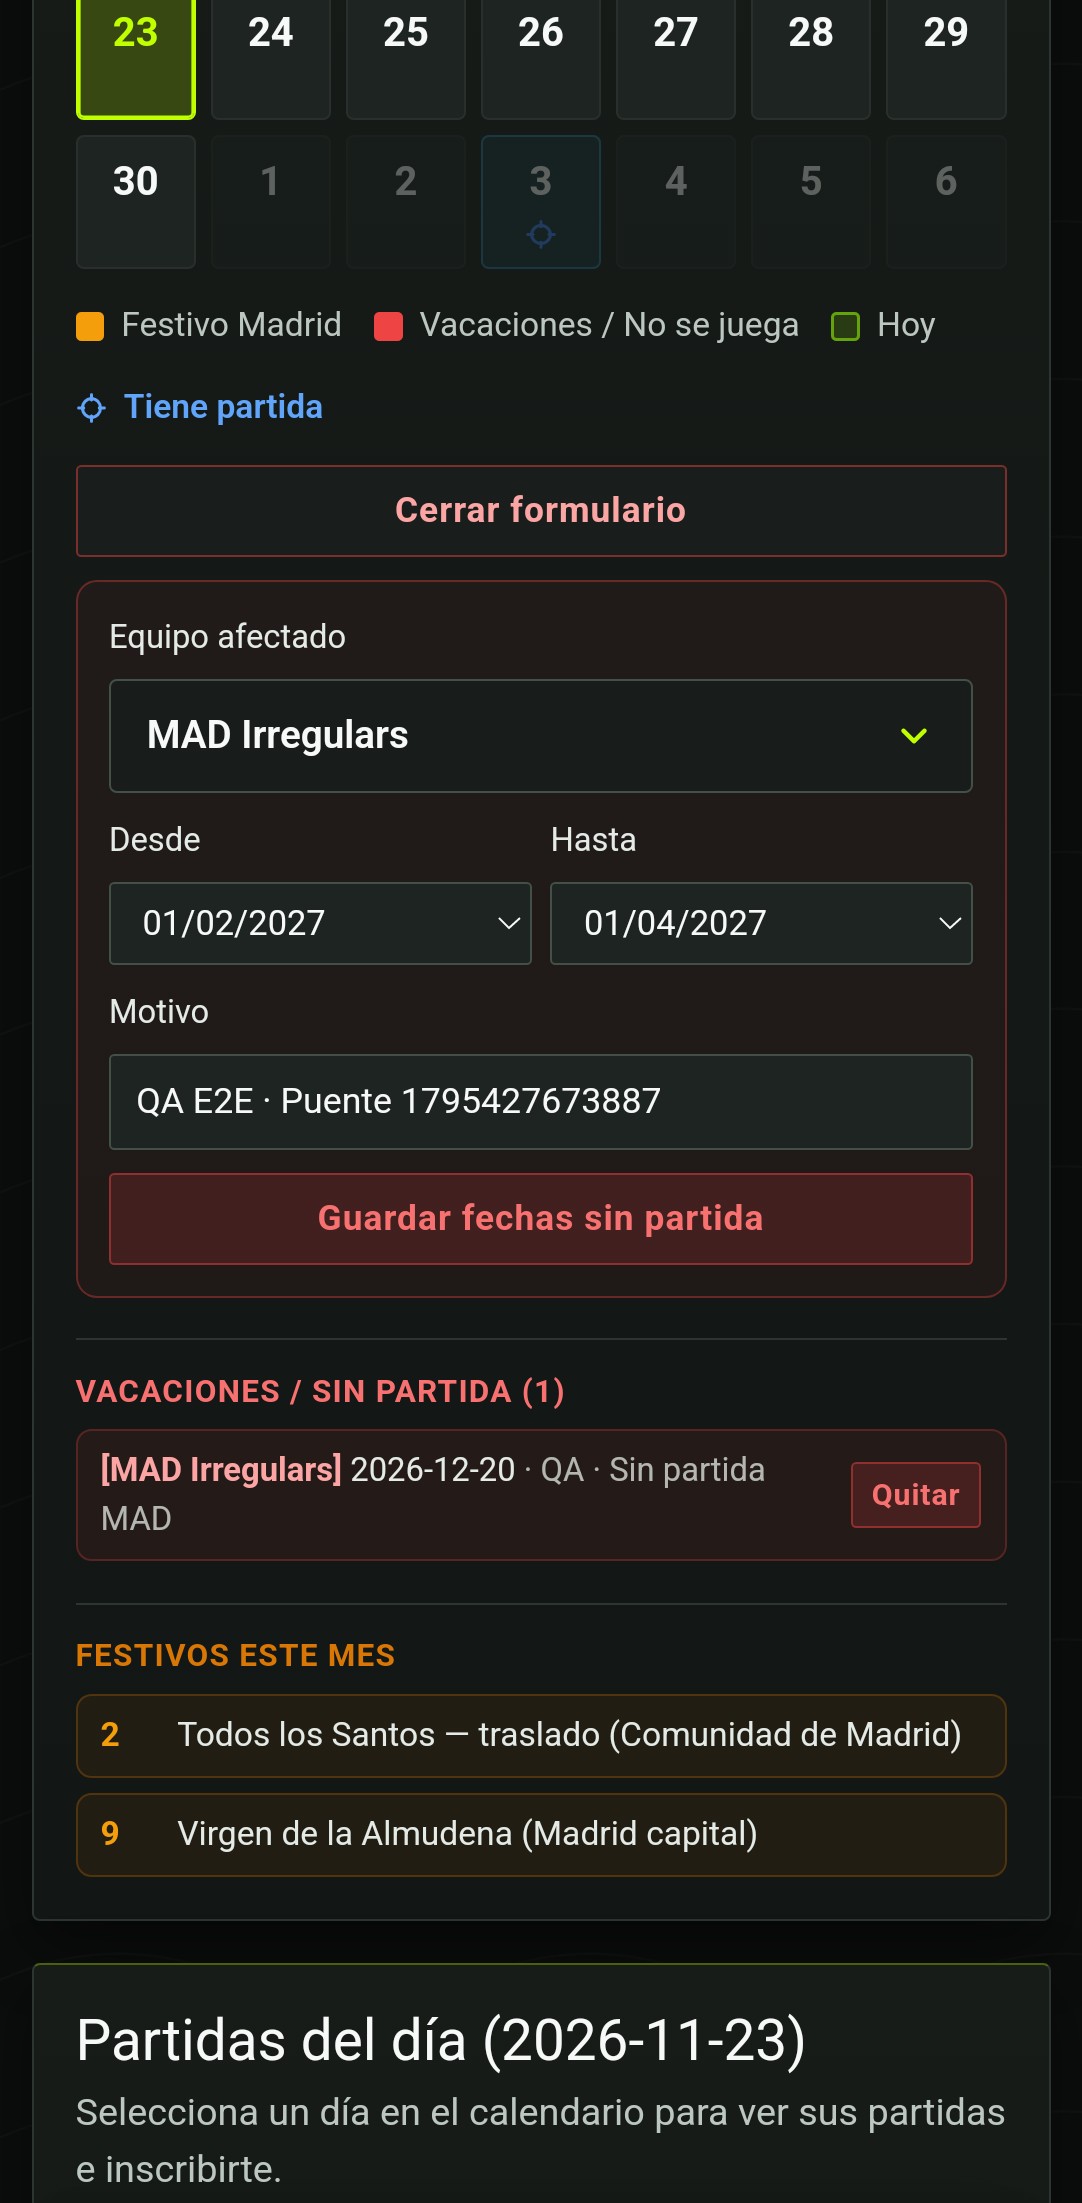 23 24 25 26 27 28 29
30 1 2 3 4 5 6
Festivo Madrid Vacaciones / No se juega Hoy
Tiene partida
Cerrar formulario
Equipo afectado
MAD Irregulars
Desde Hasta
01/02/2027 01/04/2027
Motivo
QA E2E · Puente 1795427673887
Guardar fechas sin partida
VACACIONES / SIN PARTIDA (1)
[MAD Irregulars] 2026-12-20 · QA · Sin partida
MAD
Quitar
FESTIVOS ESTE MES
2 Todos los Santos — traslado (Comunidad de Madrid)
9 Virgen de la Almudena (Madrid capital)
Partidas del día (2026-11-23)
Selecciona un día en el calendario para ver sus partidas
e inscribirte.